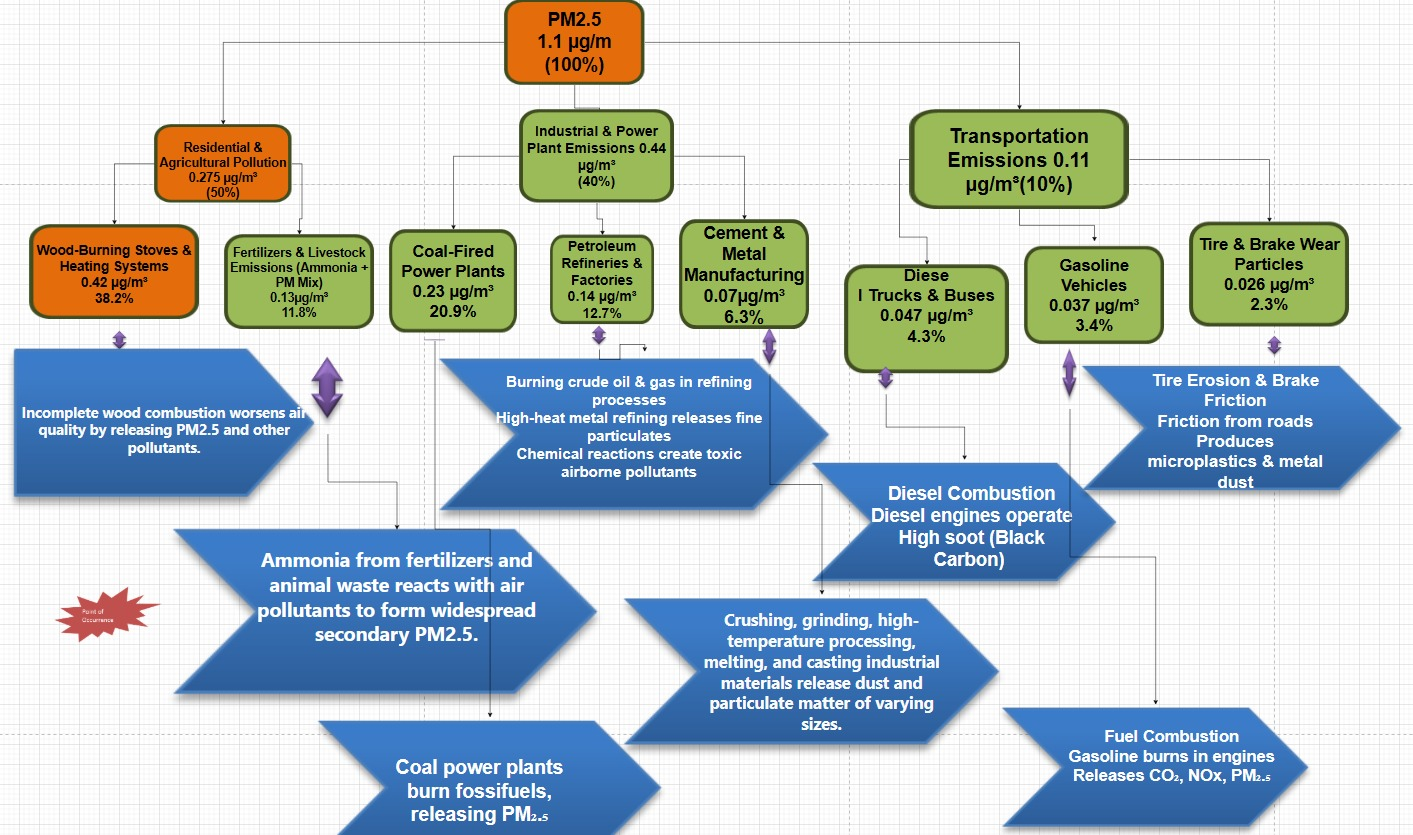 PM2.5
1.1 µg/m
(100%)
Residential &
Agricultural Pollution
0.275 µg/m³
(50%)
Industrial & Power
Plant Emissions 0.44
µg/m³
(40%)
Transportation
Emissions 0.11
µg/m³(10%)
Wood-Burning Stoves &
Heating Systems
0.42 µg/m³
38.2%
Fertilizers & Livestock
Emissions (Ammonia +
PM Mix)
0.13µg/m³
11.8%
Coal-Fired
Power Plants
0.23 µg/m³
20.9%
Petroleum
Refineries &
Factories
0.14 µg/m³
12.7%
Cement &
Metal
Manufacturing
0.07µg/m³
6.3%
Diese
l Trucks & Buses
0.047 µg/m³
4.3%
Gasoline
Vehicles
0.037 µg/m³
3.4%
Tire & Brake Wear
Particles
0.026 µg/m³
2.3%
Incomplete wood combustion worsens air
quality by releasing PM2.5 and other
pollutants.
Burning crude oil & gas in refining
processes
High-heat metal refining releases fine
particulates
Chemical reactions create toxic
airborne pollutants
Tire Erosion & Brake
Friction
Friction from roads
Produces
microplastics & metal
dust
Diesel Combustion
Diesel engines operate
High soot (Black
Carbon)
Ammonia from fertilizers and
animal waste reacts with air
pollutants to form widespread
secondary PM2.5.
Point of
Occurrence
Crushing, grinding, high-
temperature processing,
melting, and casting industrial
materials release dust and
particulate matter of varying
sizes.
Coal power plants
burn fossifuels,
releasing PM₂.₅
Fuel Combustion
Gasoline burns in engines
Releases CO₂, NOx, PM₂.₅